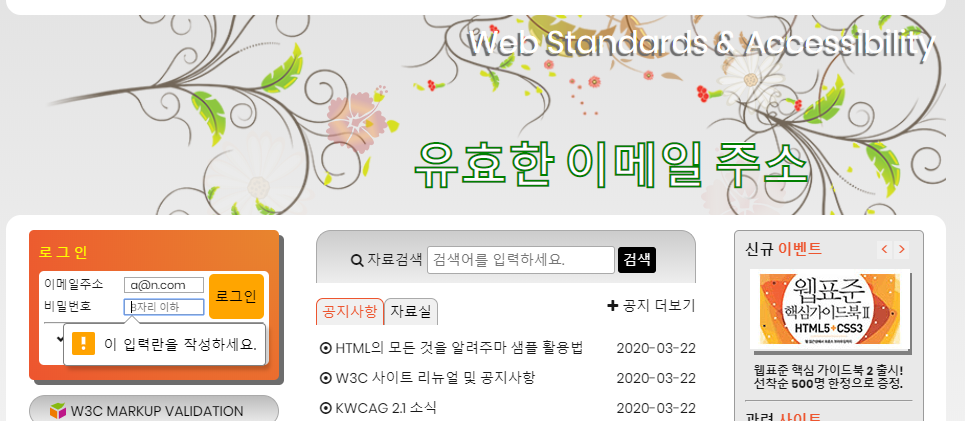 Web Standards & Accessibility
유효한 이메일 주소
로 그 인
이메일주소 a@n.com
비밀번호 8자리 이하
로그인
이 입력란을 작성하세요.
W3C MARKUP VALIDATION
자료검색 검색어를 입력하세요. 검색
공지사항 자료실 공지 더보기
HTML의 모든 것을 알려주마 샘플 활용법 2020-03-22
W3C 사이트 리뉴얼 및 공지사항 2020-03-22
KWCAG 2.1 소식 2020-03-22
신규 이벤트
웹표준
핵심가이드북Ⅱ
HTML5+CSS3
웹표준 핵심 가이드북 2 출시!
선착순 500명 한정으로 증정.
관련 사이트